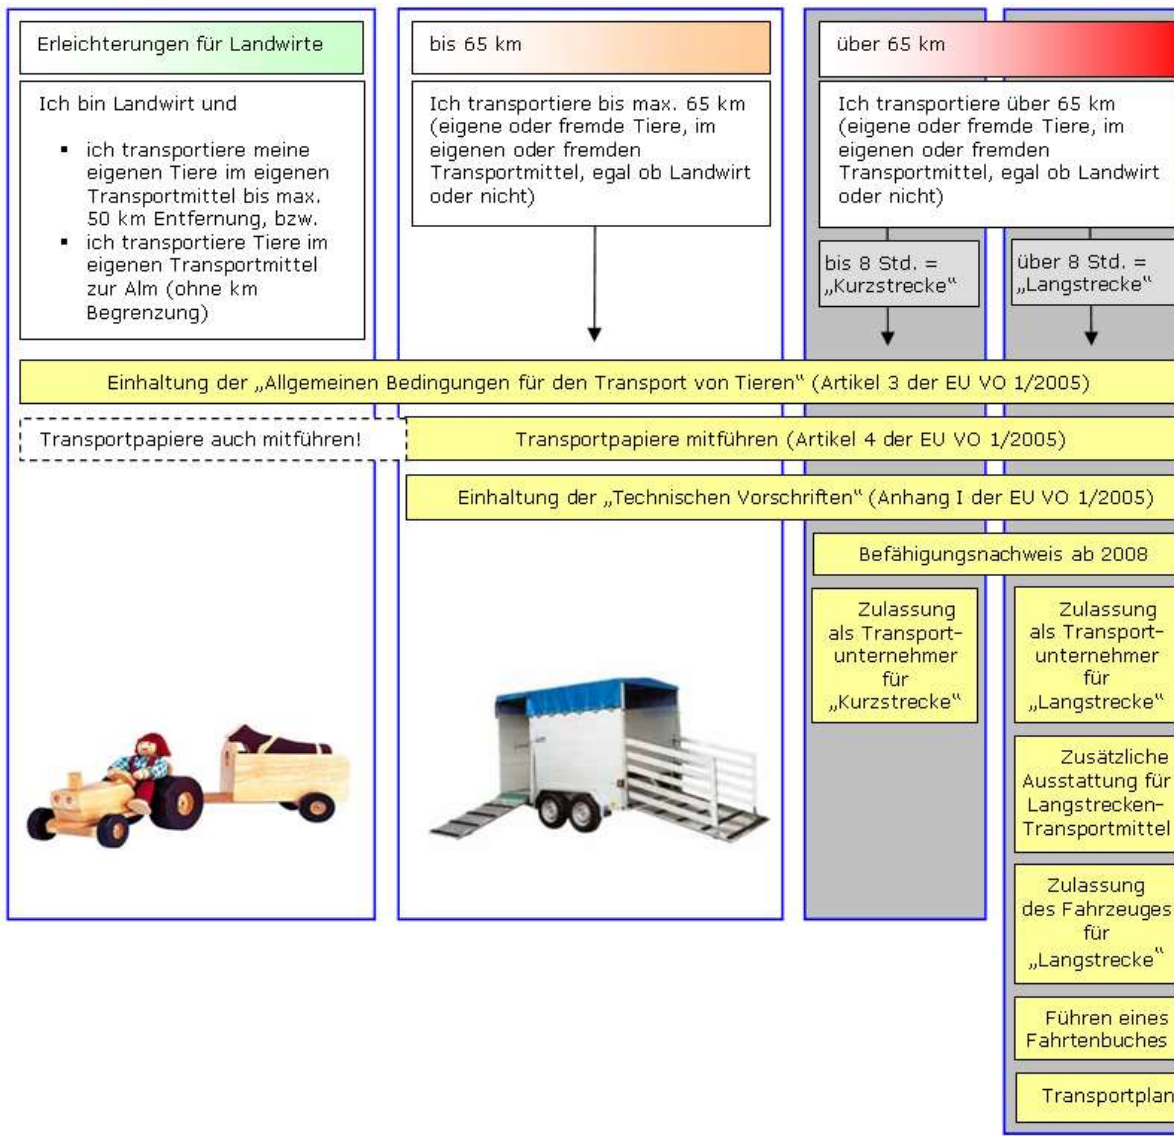 Erleichterungen für Landwirte
Ich bin Landwirt und
▪ ich transportiere meine
eigenen Tiere im eigenen
Transportmittel bis max.
50 km Entfernung, bzw.
▪ ich transportiere Tiere im
eigenen Transportmittel
zur Alm (ohne km
Begrenzung)
bis 65 km
Ich transportiere bis max. 65 km
(eigene oder fremde Tiere, im
eigenen oder fremden
Transportmittel, egal ob Landwirt
oder nicht)
über 65 km
Ich transportiere über 65 km
(eigene oder fremde Tiere, im
eigenen oder fremden
Transportmittel, egal ob Landwirt
oder nicht)
bis 8 Std. =
„Kurzstrecke“
über 8 Std. =
„Langstrecke“
Einhaltung der „Allgemeinen Bedingungen für den Transport von Tieren“ (Artikel 3 der EU VO 1/2005)
Transportpapiere auch mitführen!
Transportpapiere mitführen (Artikel 4 der EU VO 1/2005)
Einhaltung der „Technischen Vorschriften“ (Anhang I der EU VO 1/2005)
Befähigungsnachweis ab 2008
Zulassung
als Transport-
unternehmer
für
„Kurzstrecke“
Zulassung
als Transport-
unternehmer
für
„Langstrecke“
Zusätzliche
Ausstattung für
Langstrecken-
Transportmittel
Zulassung
des Fahrzeuges
für
„Langstrecke“
Führen eines
Fahrtenbuches
Transportplan